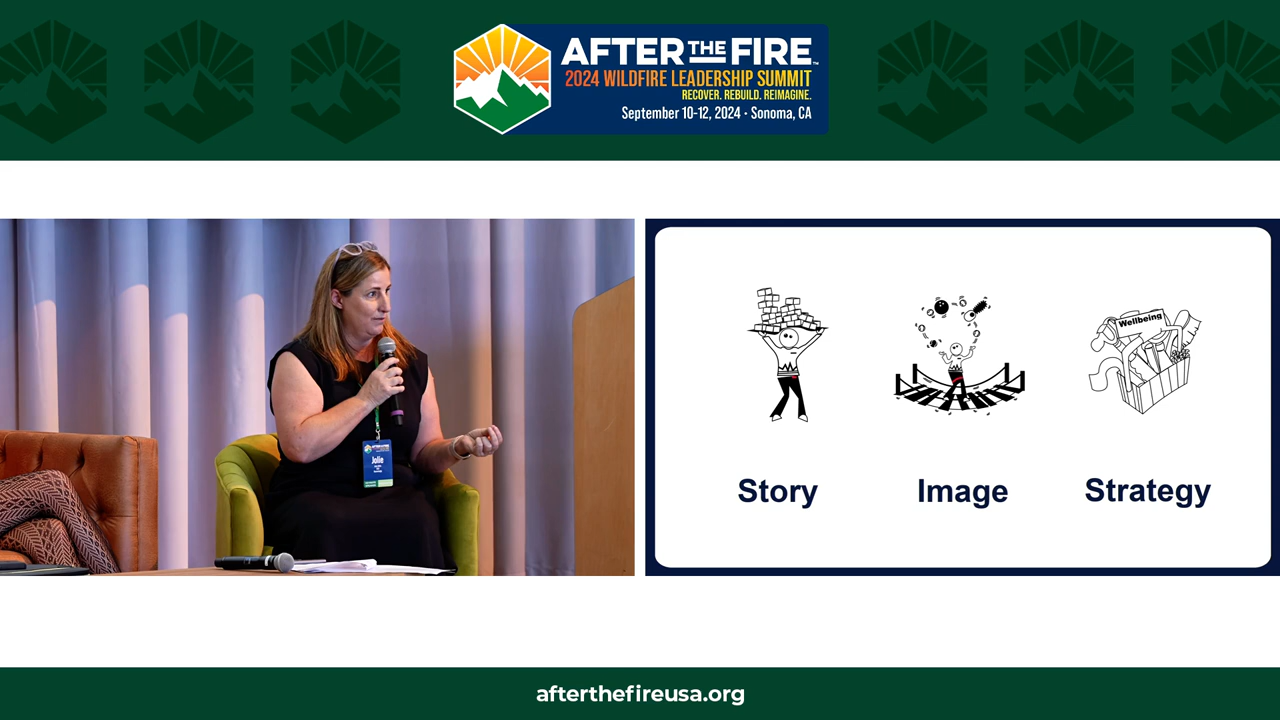 AFTER THE FIRE™
2024 WILDFIRE LEADERSHIP SUMMIT
RECOVER. REBUILD. REIMAGINE.
September 10-12, 2024 · Sonoma, CA
Jolie
Wellbeing
Story
Image
Strategy
afterthefireusa.org